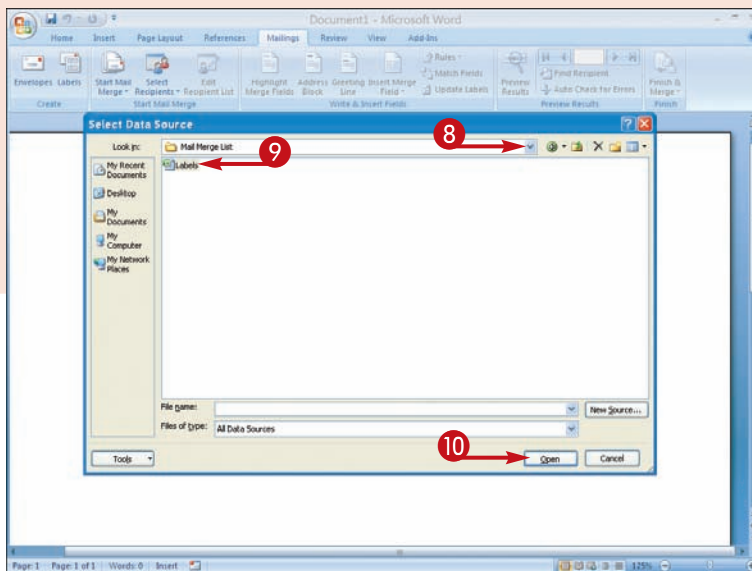 Document1 - Microsoft Word
Home Insert Page Layout References Mailings Review View Add-Ins
Envelopes Labels
Start Mail Merge Select Recipients Edit Recipient List
Highlight Merge Fields Address Block Greeting Line Insert Merge Field
Rules
Match Fields
Update Labels
Preview Results
Find Recipient
Auto Check for Errors
Finish & Merge
Create Start Mail Merge Write & Insert Fields Preview Results Finish
Select Data Source
Look in: Mail Merge List
8
9
Labels
My Recent Documents
Desktop
My Documents
My Computer
My Network Places
File name:
New Source...
Files of type: All Data Sources
10
Tools Open Cancel
Page: 1 Page: 1 of 1 Words: 0 Insert 125%